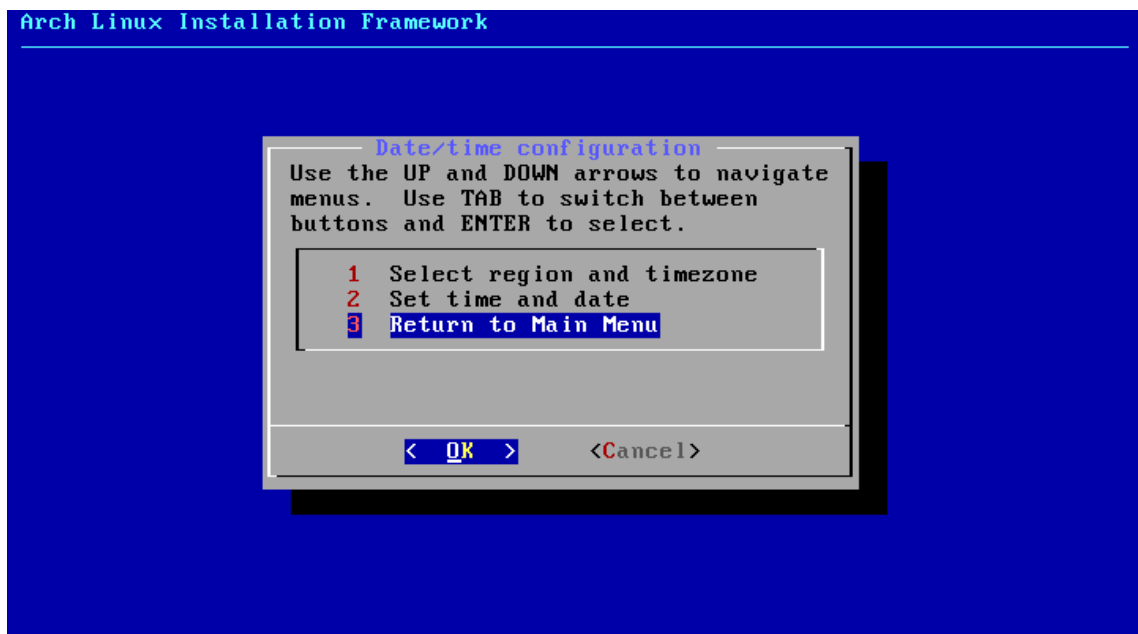 Arch Linux Installation Framework
Date/time configuration
Use the UP and DOWN arrows to navigate
menus.  Use TAB to switch between
buttons and ENTER to select.
1  Select region and timezone
2  Set time and date
3  Return to Main Menu
<  OK  >      <Cancel>